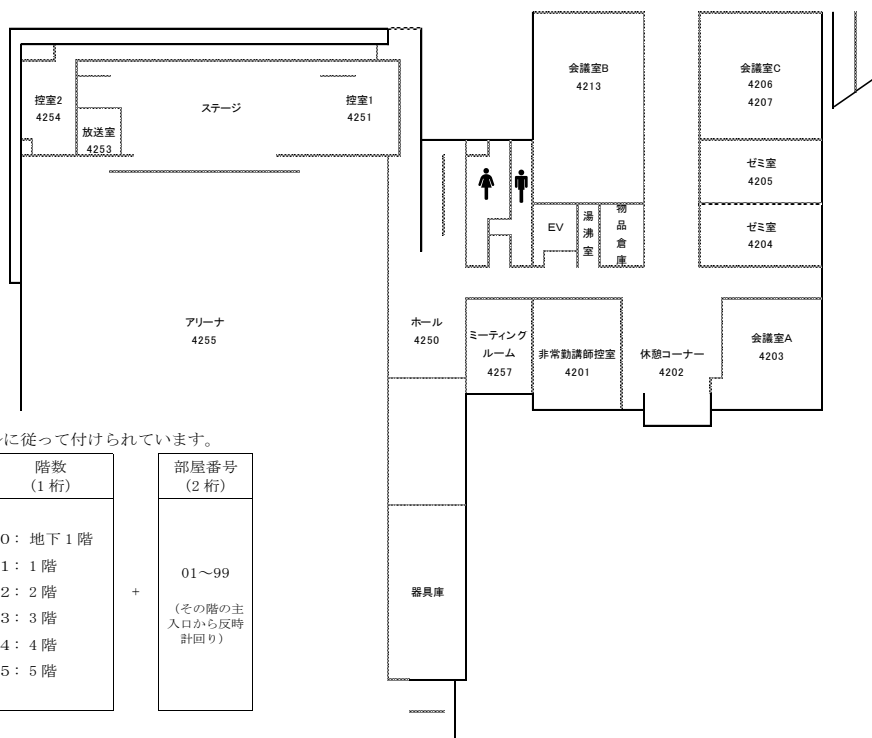 会議室B
4213
会議室C
4206
4207
控室2
4254
ステージ
控室1
4251
放送室
4253
ゼミ室
4205
EV
湯沸室
物品倉庫
ゼミ室
4204
アリーナ
4255
ホール
4250
ミーティング
ルーム
4257
非常勤講師控室
4201
休憩コーナー
4202
会議室A
4203
に従って付けられています。
階数
(1桁)
部屋番号
(2桁)
0：地下1階
1：1階
2：2階
3：3階
4：4階
5：5階
+
01～99
(その階の主
入口から反時
計回り)
器具庫